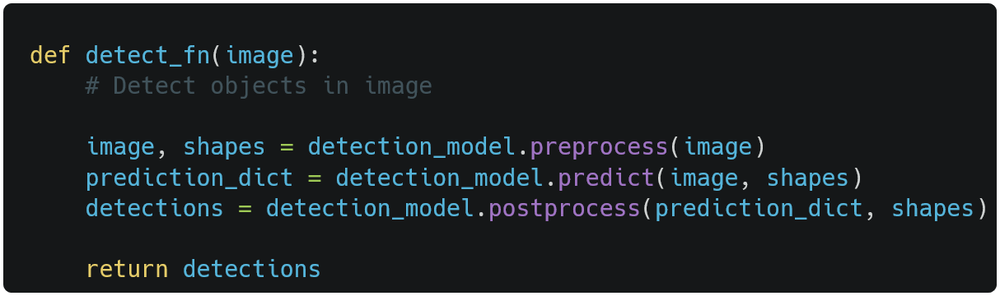 def detect_fn(image):
    # Detect objects in image
    image, shapes = detection_model.preprocess(image)
    prediction_dict = detection_model.predict(image, shapes)
    detections = detection_model.postprocess(prediction_dict, shapes)
    return detections